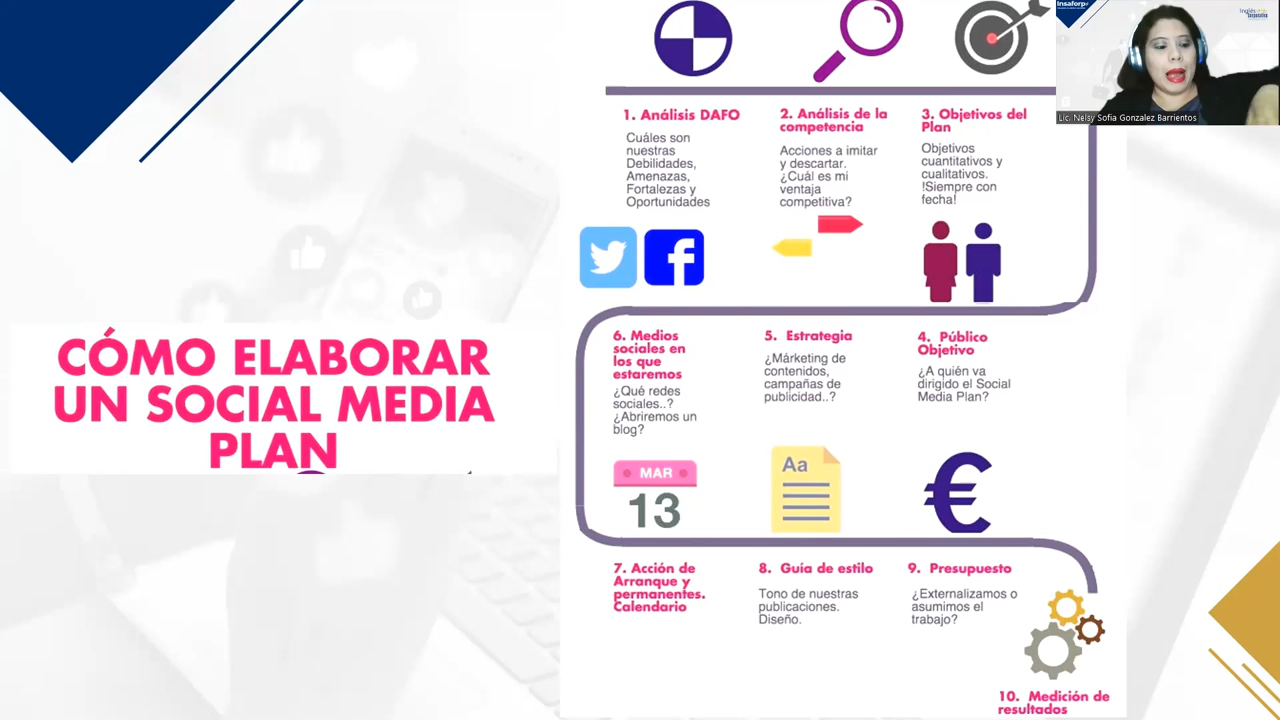 CÓMO ELABORAR
UN SOCIAL MEDIA
PLAN
1. Análisis DAFO
Cuáles son
nuestras
Debilidades,
Amenazas,
Fortalezas y
Oportunidades
2. Análisis de la
competencia
Acciones a imitar
y descartar.
¿Cuál es mi
ventaja
competitiva?
3. Objetivos del
Plan
Objetivos
cuantitativos y
cualitativos.
!Siempre con
fecha!
6. Medios
sociales en
los que
estaremos
¿Qué redes
sociales..?
¿Abriremos un
blog?
5. Estrategia
¿Márketing de
contenidos,
campañas de
publicidad..?
4. Público
Objetivo
¿A quién va
dirigido el Social
Media Plan?
MAR
13
Aa
€
7. Acción de
Arranque y
permanentes.
Calendario
8. Guía de estilo
Tono de nuestras
publicaciones.
Diseño.
9. Presupuesto
¿Externalizamos o
asumimos el
trabajo?
10. Medición de
resultados
Insaforp
Inglés
Lic. Nelsy Sofia Gonzalez Barrientos